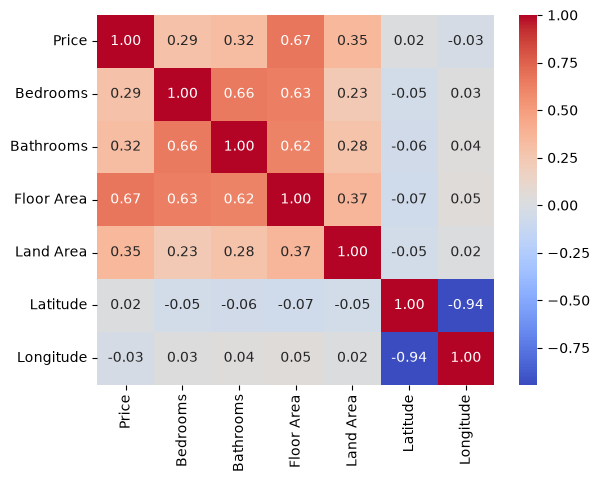 Price 1.00 0.29 0.32 0.67 0.35 0.02 -0.03
Bedrooms 0.29 1.00 0.66 0.63 0.23 -0.05 0.03
Bathrooms 0.32 0.66 1.00 0.62 0.28 -0.06 0.04
Floor Area 0.67 0.63 0.62 1.00 0.37 -0.07 0.05
Land Area 0.35 0.23 0.28 0.37 1.00 -0.05 0.02
Latitude 0.02 -0.05 -0.06 -0.07 -0.05 1.00 -0.94
Longitude -0.03 0.03 0.04 0.05 0.02 -0.94 1.00
Price
Bedrooms
Bathrooms
Floor Area
Land Area
Latitude
Longitude
1.00
0.75
0.50
0.25
0.00
−0.25
−0.50
−0.75